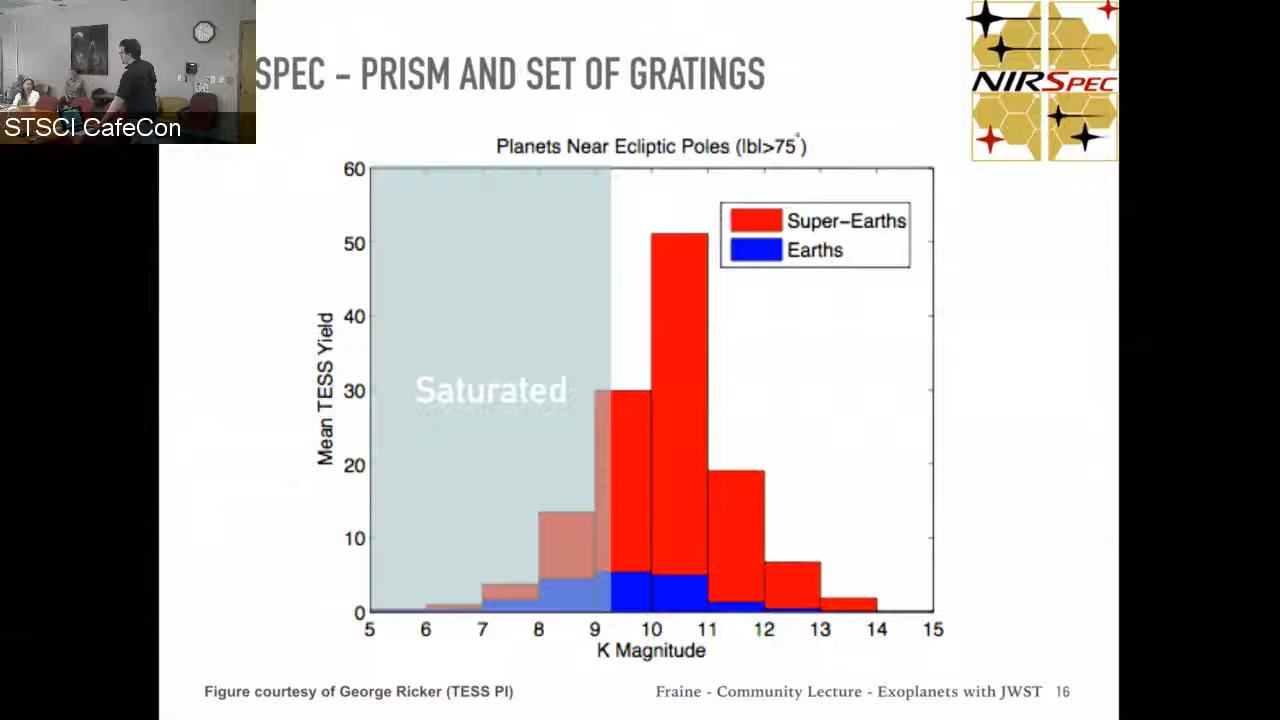 SPEC - PRISM AND SET OF GRATINGS
NIRSpec
STSCI CafeCon
Planets Near Ecliptic Poles (lbl>75°)
60
50
40
30
20
10
0
Mean TESS Yield
Super-Earths
Earths
Saturated
5 6 7 8 9 10 11 12 13 14 15
K Magnitude
Figure courtesy of George Ricker (TESS PI)
Fraine - Community Lecture - Exoplanets with JWST 16